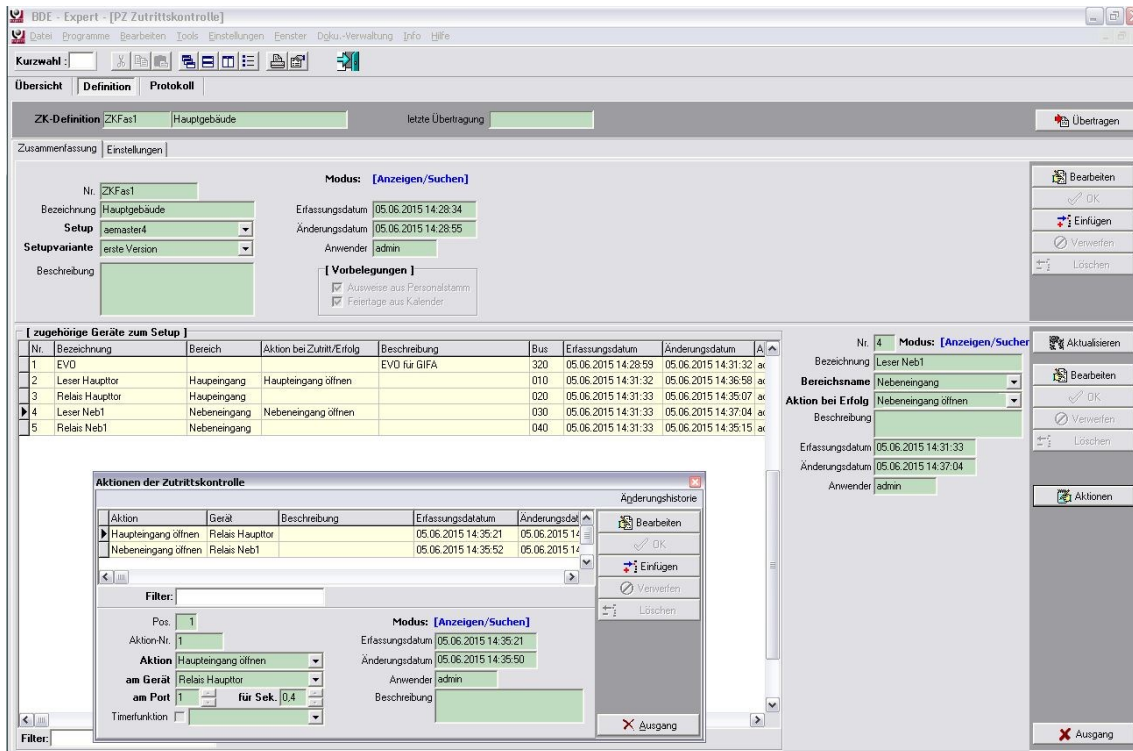 BDE - Expert - [PZ Zutrittskontrolle]
Datei Programme Bearbeiten Tools Einstellungen Fenster Doku.-Verwaltung Info Hilfe
Kurzwahl :
Übersicht Definition Protokoll
ZK-Definition ZKFas1 Hauptgebäude letzte Übertragung Übertragen
Zusammenfassung Einstellungen
Modus: [Anzeigen/Suchen]
Nr. ZKFas1
Bezeichnung Hauptgebäude Erfassungsdatum 05.06.2015 14:28:34
Setup aemaster4 Änderungsdatum 05.06.2015 14:28:55
Setupvariante erste Version Anwender admin
Beschreibung
[ Vorbelegungen ]
Ausweise aus Personalstamm
Feiertage aus Kalender
Bearbeiten
OK
Einfügen
Verwerfen
Löschen
[ zugehörige Geräte zum Setup ]
Nr. Bezeichnung Bereich Aktion bei Zutritt/Erfolg Beschreibung Bus Erfassungsdatum Änderungsdatum A
1 EVO EVO für GIFA 320 05.06.2015 14:28:59 05.06.2015 14:31:32 ad
2 Leser Haupttor Haupeingang Haupteingang öffnen 010 05.06.2015 14:31:32 05.06.2015 14:36:58 ad
3 Relais Haupttor Haupeingang 020 05.06.2015 14:31:33 05.06.2015 14:35:07 ad
4 Leser Neb1 Nebeneingang Nebeneingang öffnen 030 05.06.2015 14:31:33 05.06.2015 14:37:04 ad
5 Relais Neb1 Nebeneingang 040 05.06.2015 14:31:33 05.06.2015 14:35:15 ad
Nr. 4 Modus: [Anzeigen/Sucher
Bezeichnung Leser Neb1
Bereichsname Nebeneingang
Aktion bei Erfolg Nebeneingang öffnen
Beschreibung
Erfassungsdatum 05.06.2015 14:31:33
Änderungsdatum 05.06.2015 14:37:04
Anwender admin
Aktualisieren
Bearbeiten
OK
Verwerfen
Löschen
Aktionen
Ausgang
Aktionen der Zutrittskontrolle
Änderungshistorie
Aktion Gerät Beschreibung Erfassungsdatatum Änderungsdat
Haupteingang öffnen Relais Haupttor 05.06.2015 14:35:21 05.06.2015 14
Nebeneingang öffnen Relais Neb1 05.06.2015 14:35:52 05.06.2015 14
Filter:
Pos. 1 Modus: [Anzeigen/Suchen]
Aktion-Nr. 1 Erfassungsdatum 05.06.2015 14:35:21
Aktion Haupteingang öffnen Änderungsdatum 05.06.2015 14:35:50
am Gerät Relais Haupttor Anwender admin
am Port 1 für Sek. 0,4 Beschreibung
Timerfunktion
Bearbeiten
OK
Einfügen
Verwerfen
Löschen
Ausgang
Filter: